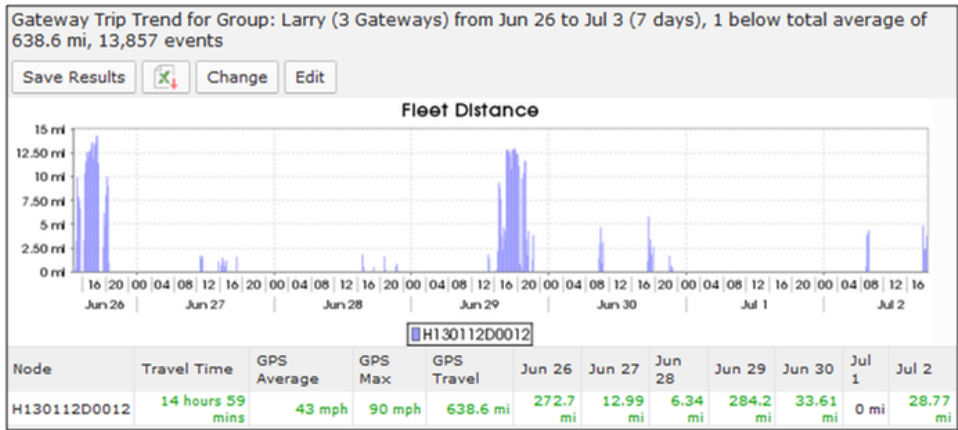 Gateway Trip Trend for Group: Larry (3 Gateways) from Jun 26 to Jul 3 (7 days), 1 below total average of
638.6 mi, 13,857 events
Save Results Change Edit
Fleet Distance
15 mi
12.50 mi
10 mi
7.50 mi
5 mi
2.50 mi
0 mi
16 20 00 04 08 12 16 20 00 04 08 12 16 20 00 04 08 12 16 20 00 04 08 12 16 20 00 04 08 12 16 20 00 04 08 12 16
Jun 26 Jun 27 Jun 28 Jun 29 Jun 30 Jul 1 Jul 2
H130112D0012
Node Travel Time GPS Average GPS Max GPS Travel Jun 26 Jun 27 Jun 28 Jun 29 Jun 30 Jul 1 Jul 2
H130112D0012 14 hours 59 mins 43 mph 90 mph 638.6 mi 272.7 mi 12.99 mi 6.34 mi 284.2 mi 33.61 mi 0 mi 28.77 mi